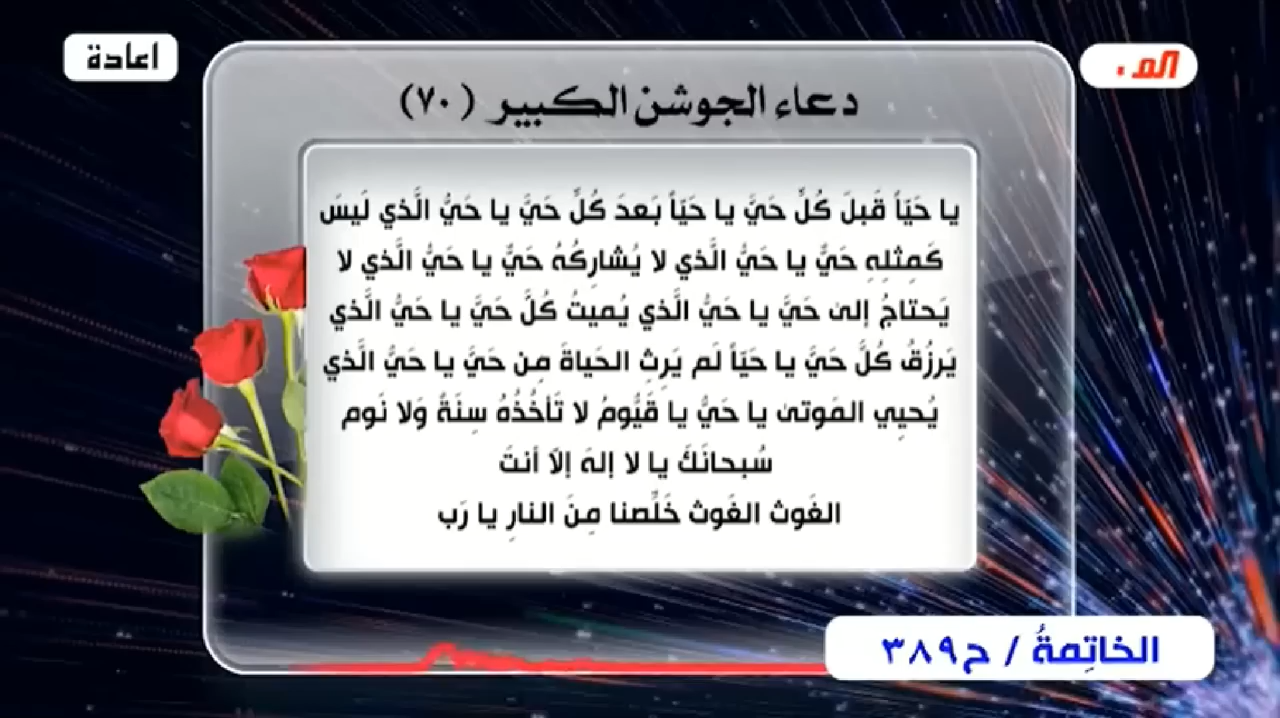 اعادة
دعاء الجوشن الكبير (٧٠)
يا حَيّاً قَبلَ كُلِّ حَيَّ يا حَيّاً بَعدَ كُلِّ حَيَّ يا حَيُّ الَّذي لَيسَ
كَمِثلِهِ حَيٌّ يا حَيُّ الَّذي لا يُشارِكُهُ حَيٌّ يا حَيُّ الَّذي لا
يَحتاجُ إلىٰ حَيَّ يا حَيُّ الَّذي يُميتُ كُلَّ حَيَّ يا حَيُّ الَّذي
يَرزُقُ كُلُّ حَيَّ يا حَيّاً لَم يَرِثِ الحَياةَ مِن حَيَّ يا حَيُّ الَّذي
يُحيِي المَوتىٰ يا حَيُّ يا قَيُّومُ لا تَأخُذُهُ سِنَةٌ وَلا نَوم
سُبحانَكَ يا لا إلهَ إلّا أنتَ
الغَوث الغَوث خَلِّصنا مِنَ النارِ يا رَب
الخاتِمةُ / ح٣٨٩